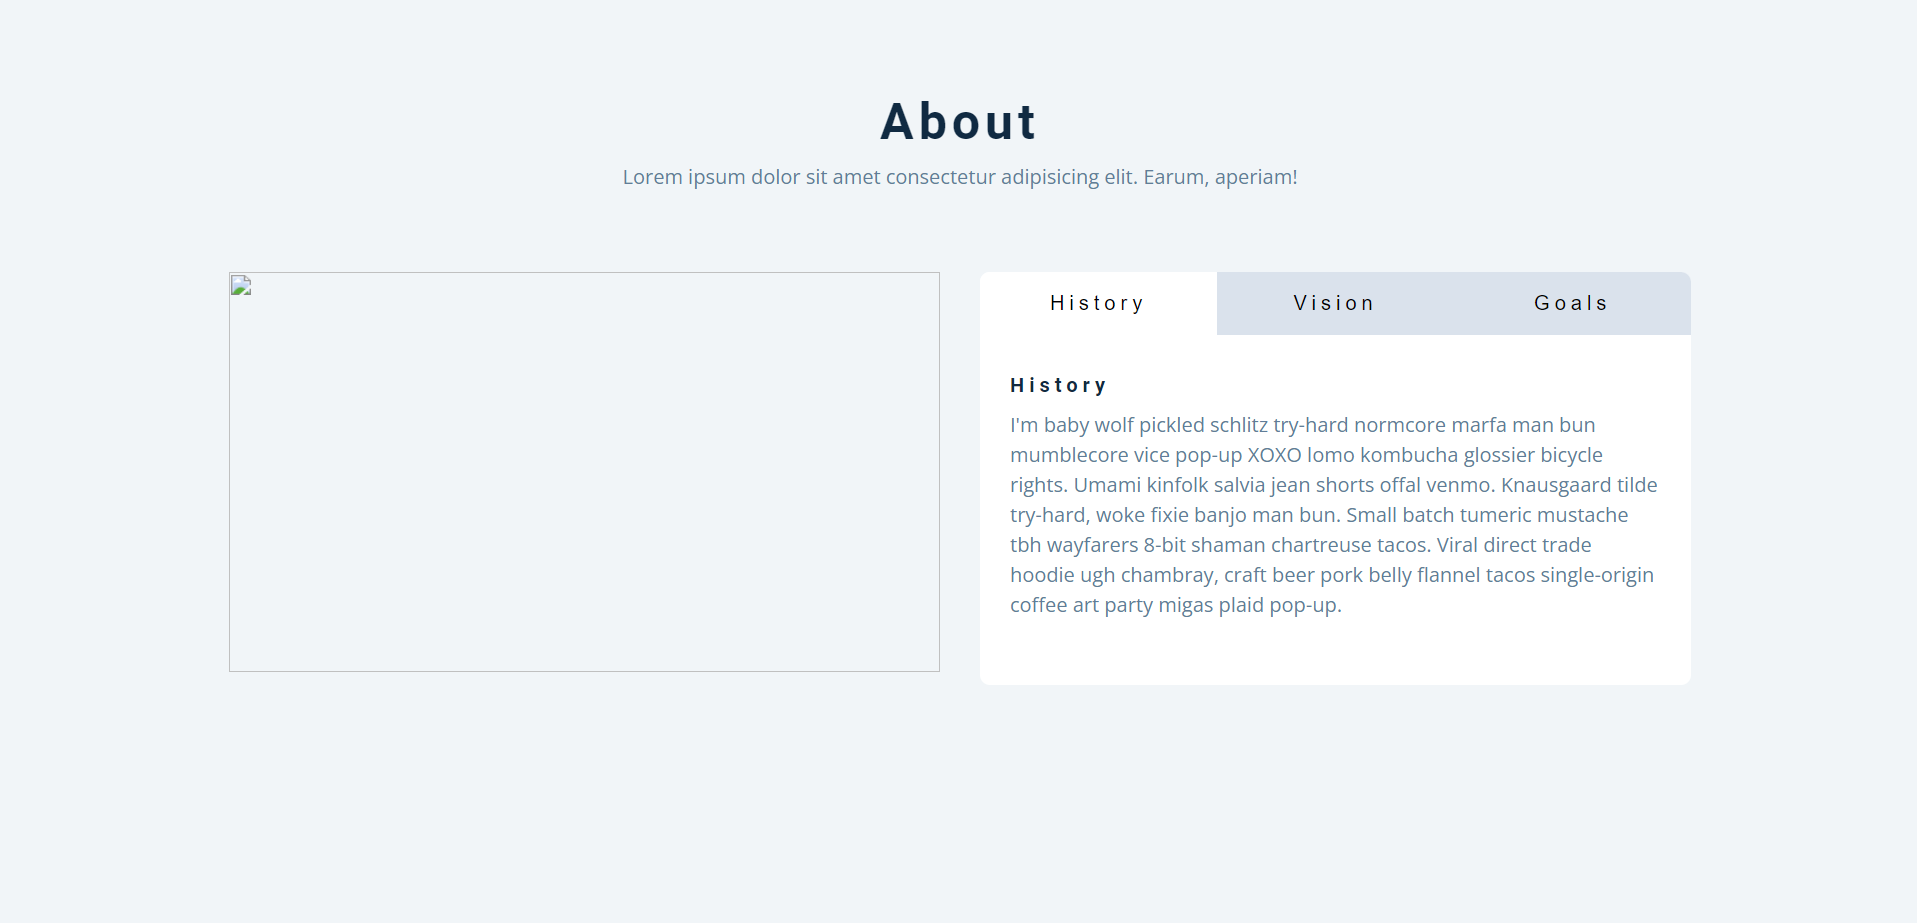 About
Lorem ipsum dolor sit amet consectetur adipisicing elit. Earum, aperiam!
History Vision Goals
History
I'm baby wolf pickled schlitz try-hard normcore marfa man bun
mumblecore vice pop-up XOXO lomo kombucha glossier bicycle
rights. Umami kinfolk salvia jean shorts offal venmo. Knausgaard tilde
try-hard, woke fixie banjo man bun. Small batch tumeric mustache
tbh wayfarers 8-bit shaman chartreuse tacos. Viral direct trade
hoodie ugh chambray, craft beer pork belly flannel tacos single-origin
coffee art party migas plaid pop-up.